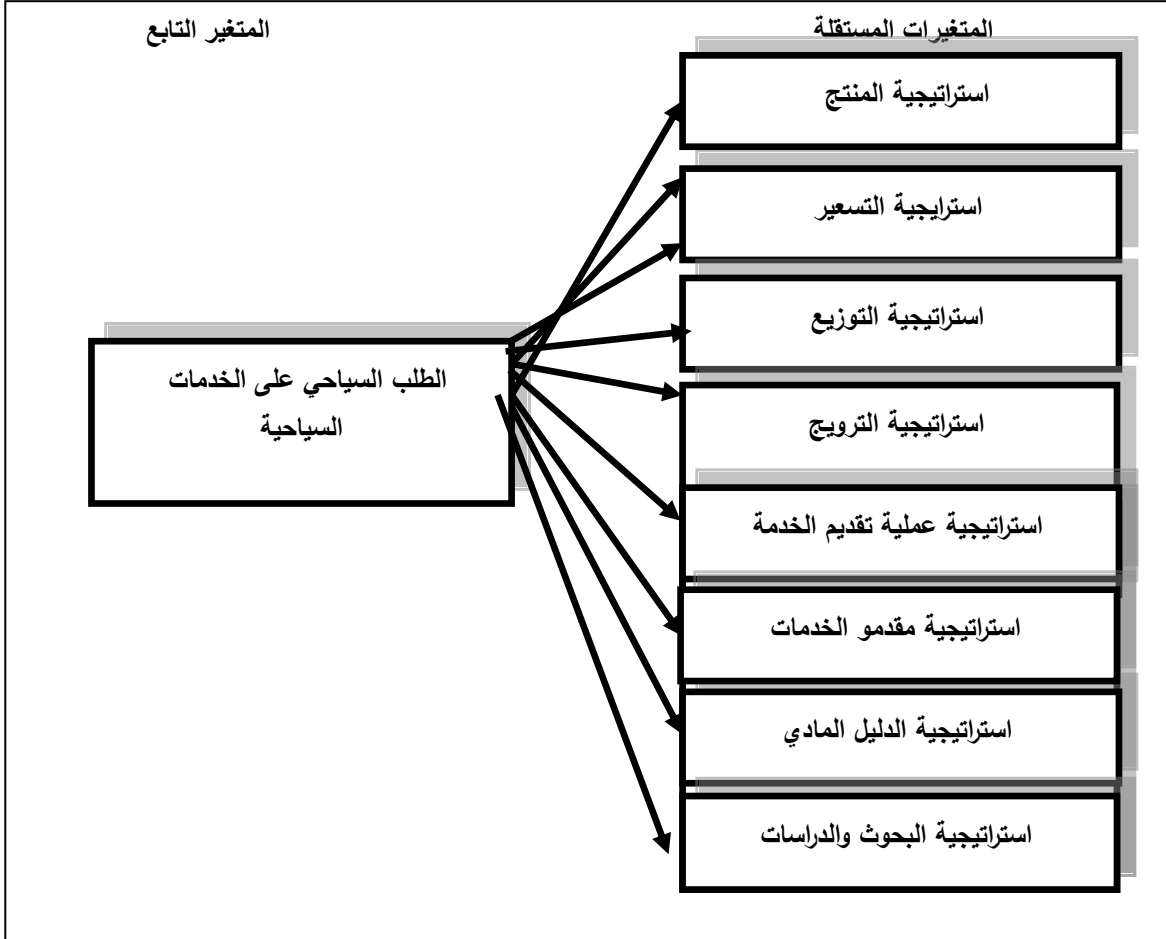 المتغيرات المستقلة
المتغير التابع
استراتيجية المنتج
استرايجية التسعير
استراتيجية التوزيع
الطلب السياحي على الخدمات
السياحية
استراتيجية الترويج
استراتيجية عملية تقديم الخدمة
استراتيجية مقدمو الخدمات
استراتيجية الدليل المادي
استراتيجية البحوث والدراسات